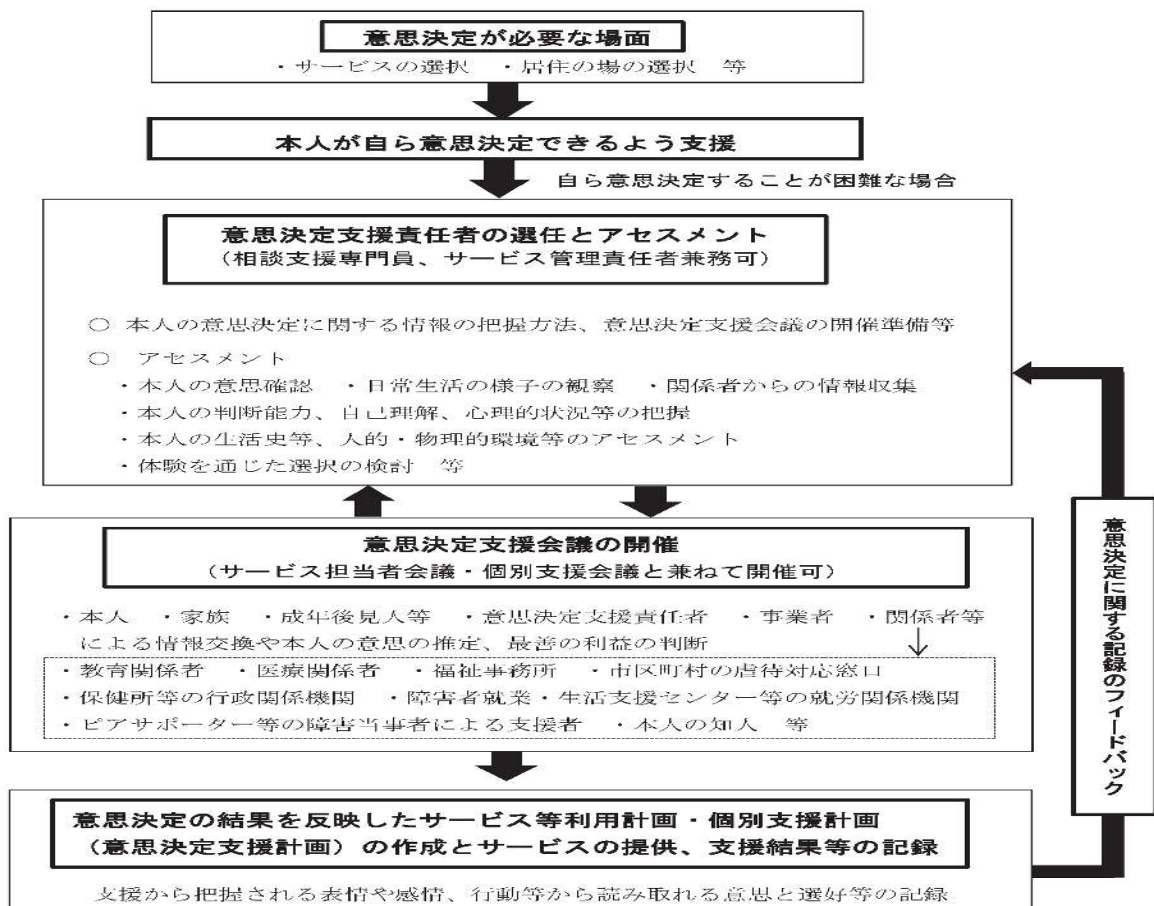 意思決定が必要な場面
・サービスの選択　・居住の場の選択　等
本人が自ら意思決定できるよう支援
自ら意思決定することが困難な場合
意思決定支援責任者の選任とアセスメント
（相談支援専門員、サービス管理責任者兼務可）
○ 本人の意思決定に関する情報の把握方法、意思決定支援会議の開催準備等
○　アセスメント
・本人の意思確認　・日常生活の様子の観察　・関係者からの情報収集
・本人の判断能力、自己理解、心理的状況等の把握
・本人の生活史等、人的・物理的環境等のアセスメント
・体験を通じた選択の検討　等
意思決定支援会議の開催
（サービス担当者会議・個別支援会議と兼ねて開催可）
・本人　・家族　・成年後見人等　・意思決定支援責任者　・事業者　・関係者等
による情報交換や本人の意思の推定、最善の利益の判断
・教育関係者　・医療関係者　・福祉事務所　・市区町村の虐待対応窓口
・保健所等の行政関係機関　・障害者就業・生活支援センター等の就労関係機関
・ピアサポーター等の障害当事者による支援者　・本人の知人　等
意思決定の結果を反映したサービス等利用計画・個別支援計画
（意思決定支援計画）の作成とサービスの提供、支援結果等の記録
支援から把握される表情や感情、行動等から読み取れる意思と選好等の記録
意思決定に関する記録のフィードバック